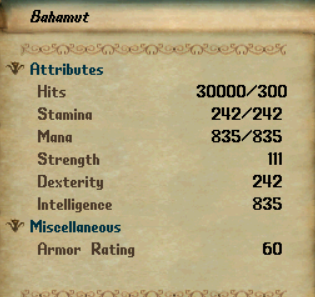 Bahamut
Attributes
Hits 30000/300
Stamina 242/242
Mana 835/835
Strength 111
Dexterity 242
Intelligence 835
Miscellaneous
Armor Rating 60